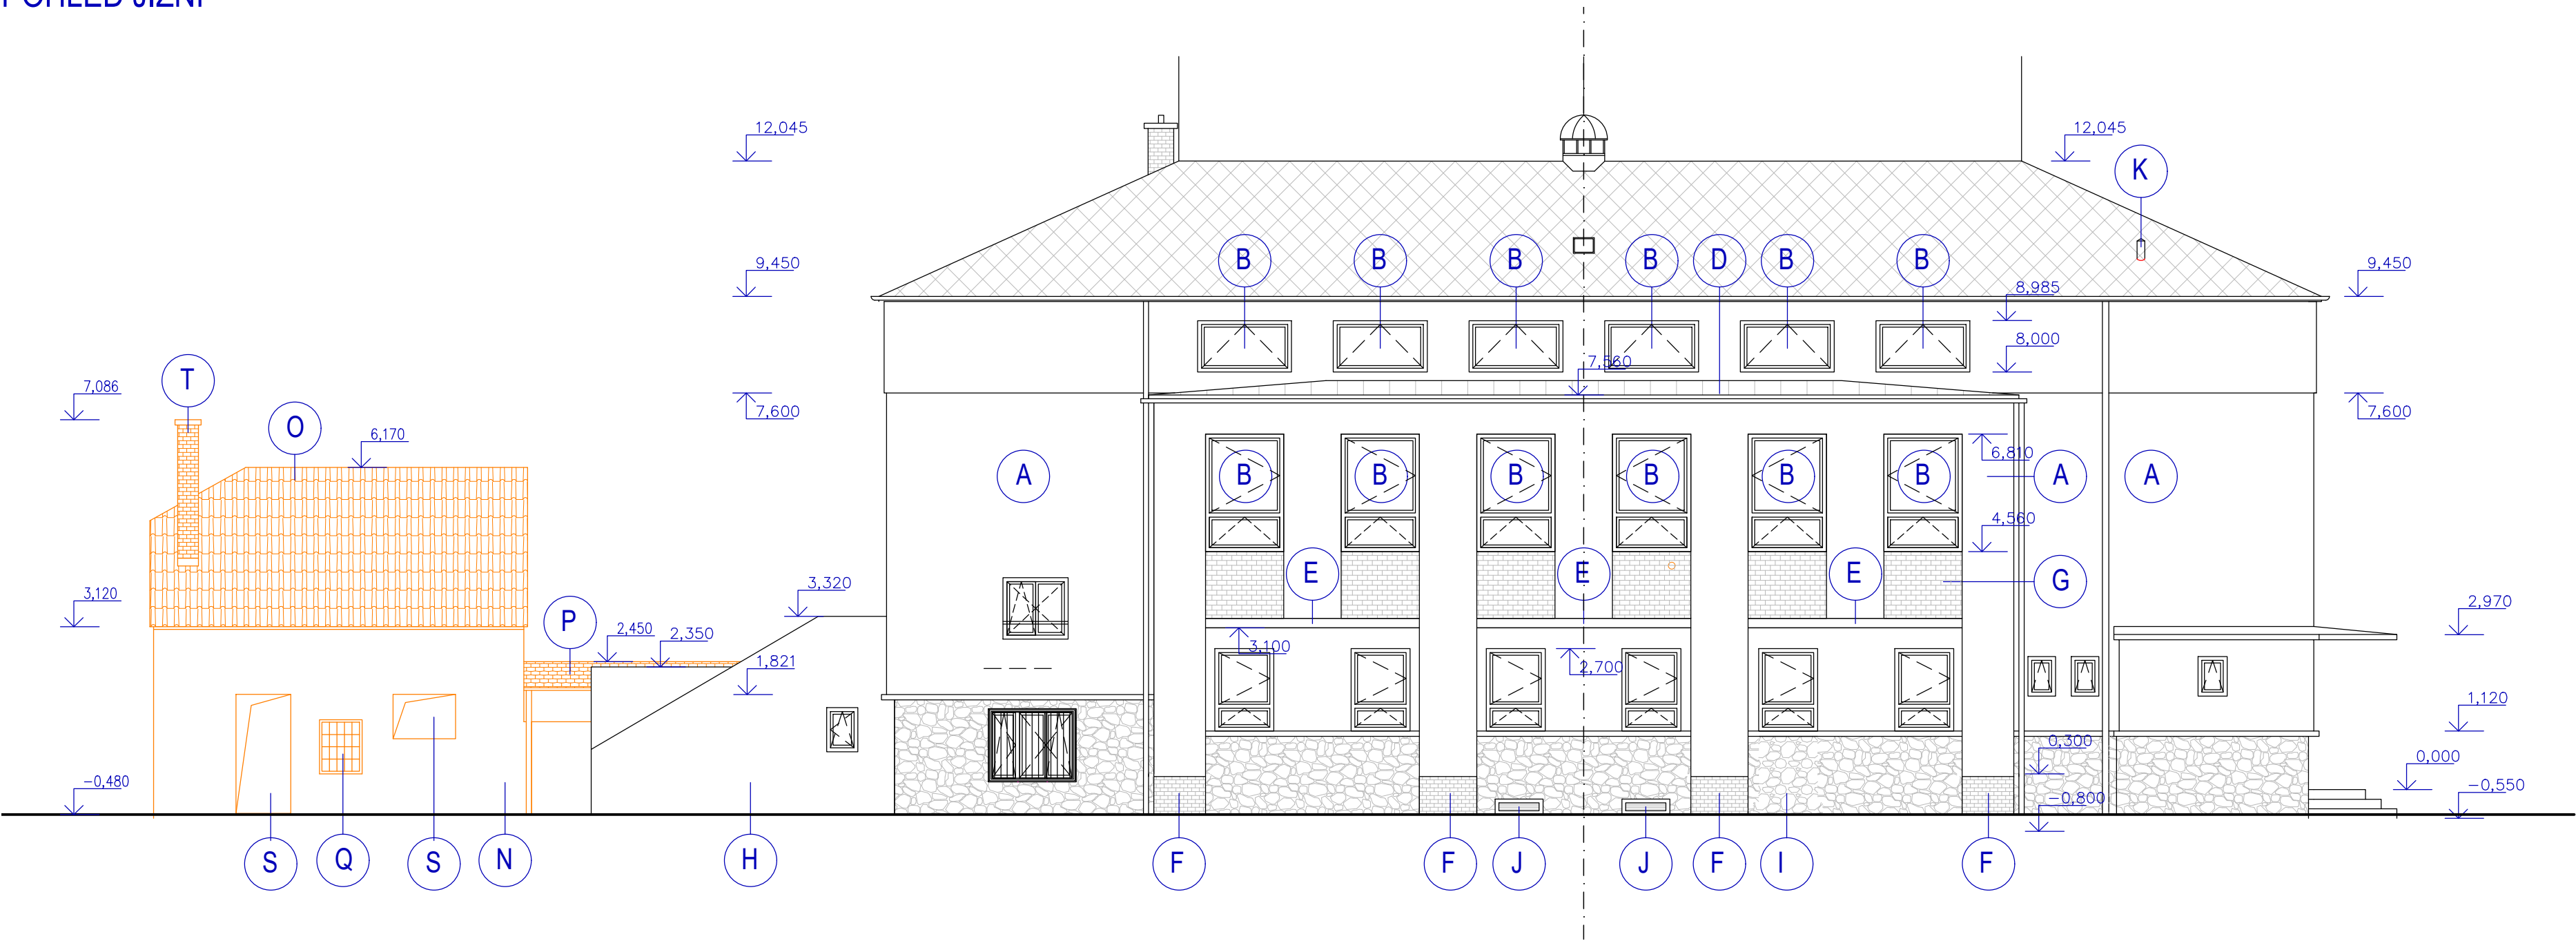 POHLED JIŽNÍ
12,045
12,045
K
9,450
B
B
B
B
D
B
B
9,450
8,985
8,000
7,560
T
7,086
7,600
7,600
O
6,170
6,810
A
B
B
B
B
B
B
A
A
4,560
E
E
E
G
3,120
3,320
P
2,450
2,350
2,970
3,100
1,821
2,700
1,120
0,300
0,000
-0,480
-0,800
-0,550
S
Q
S
N
H
F
F
J
J
F
I
F